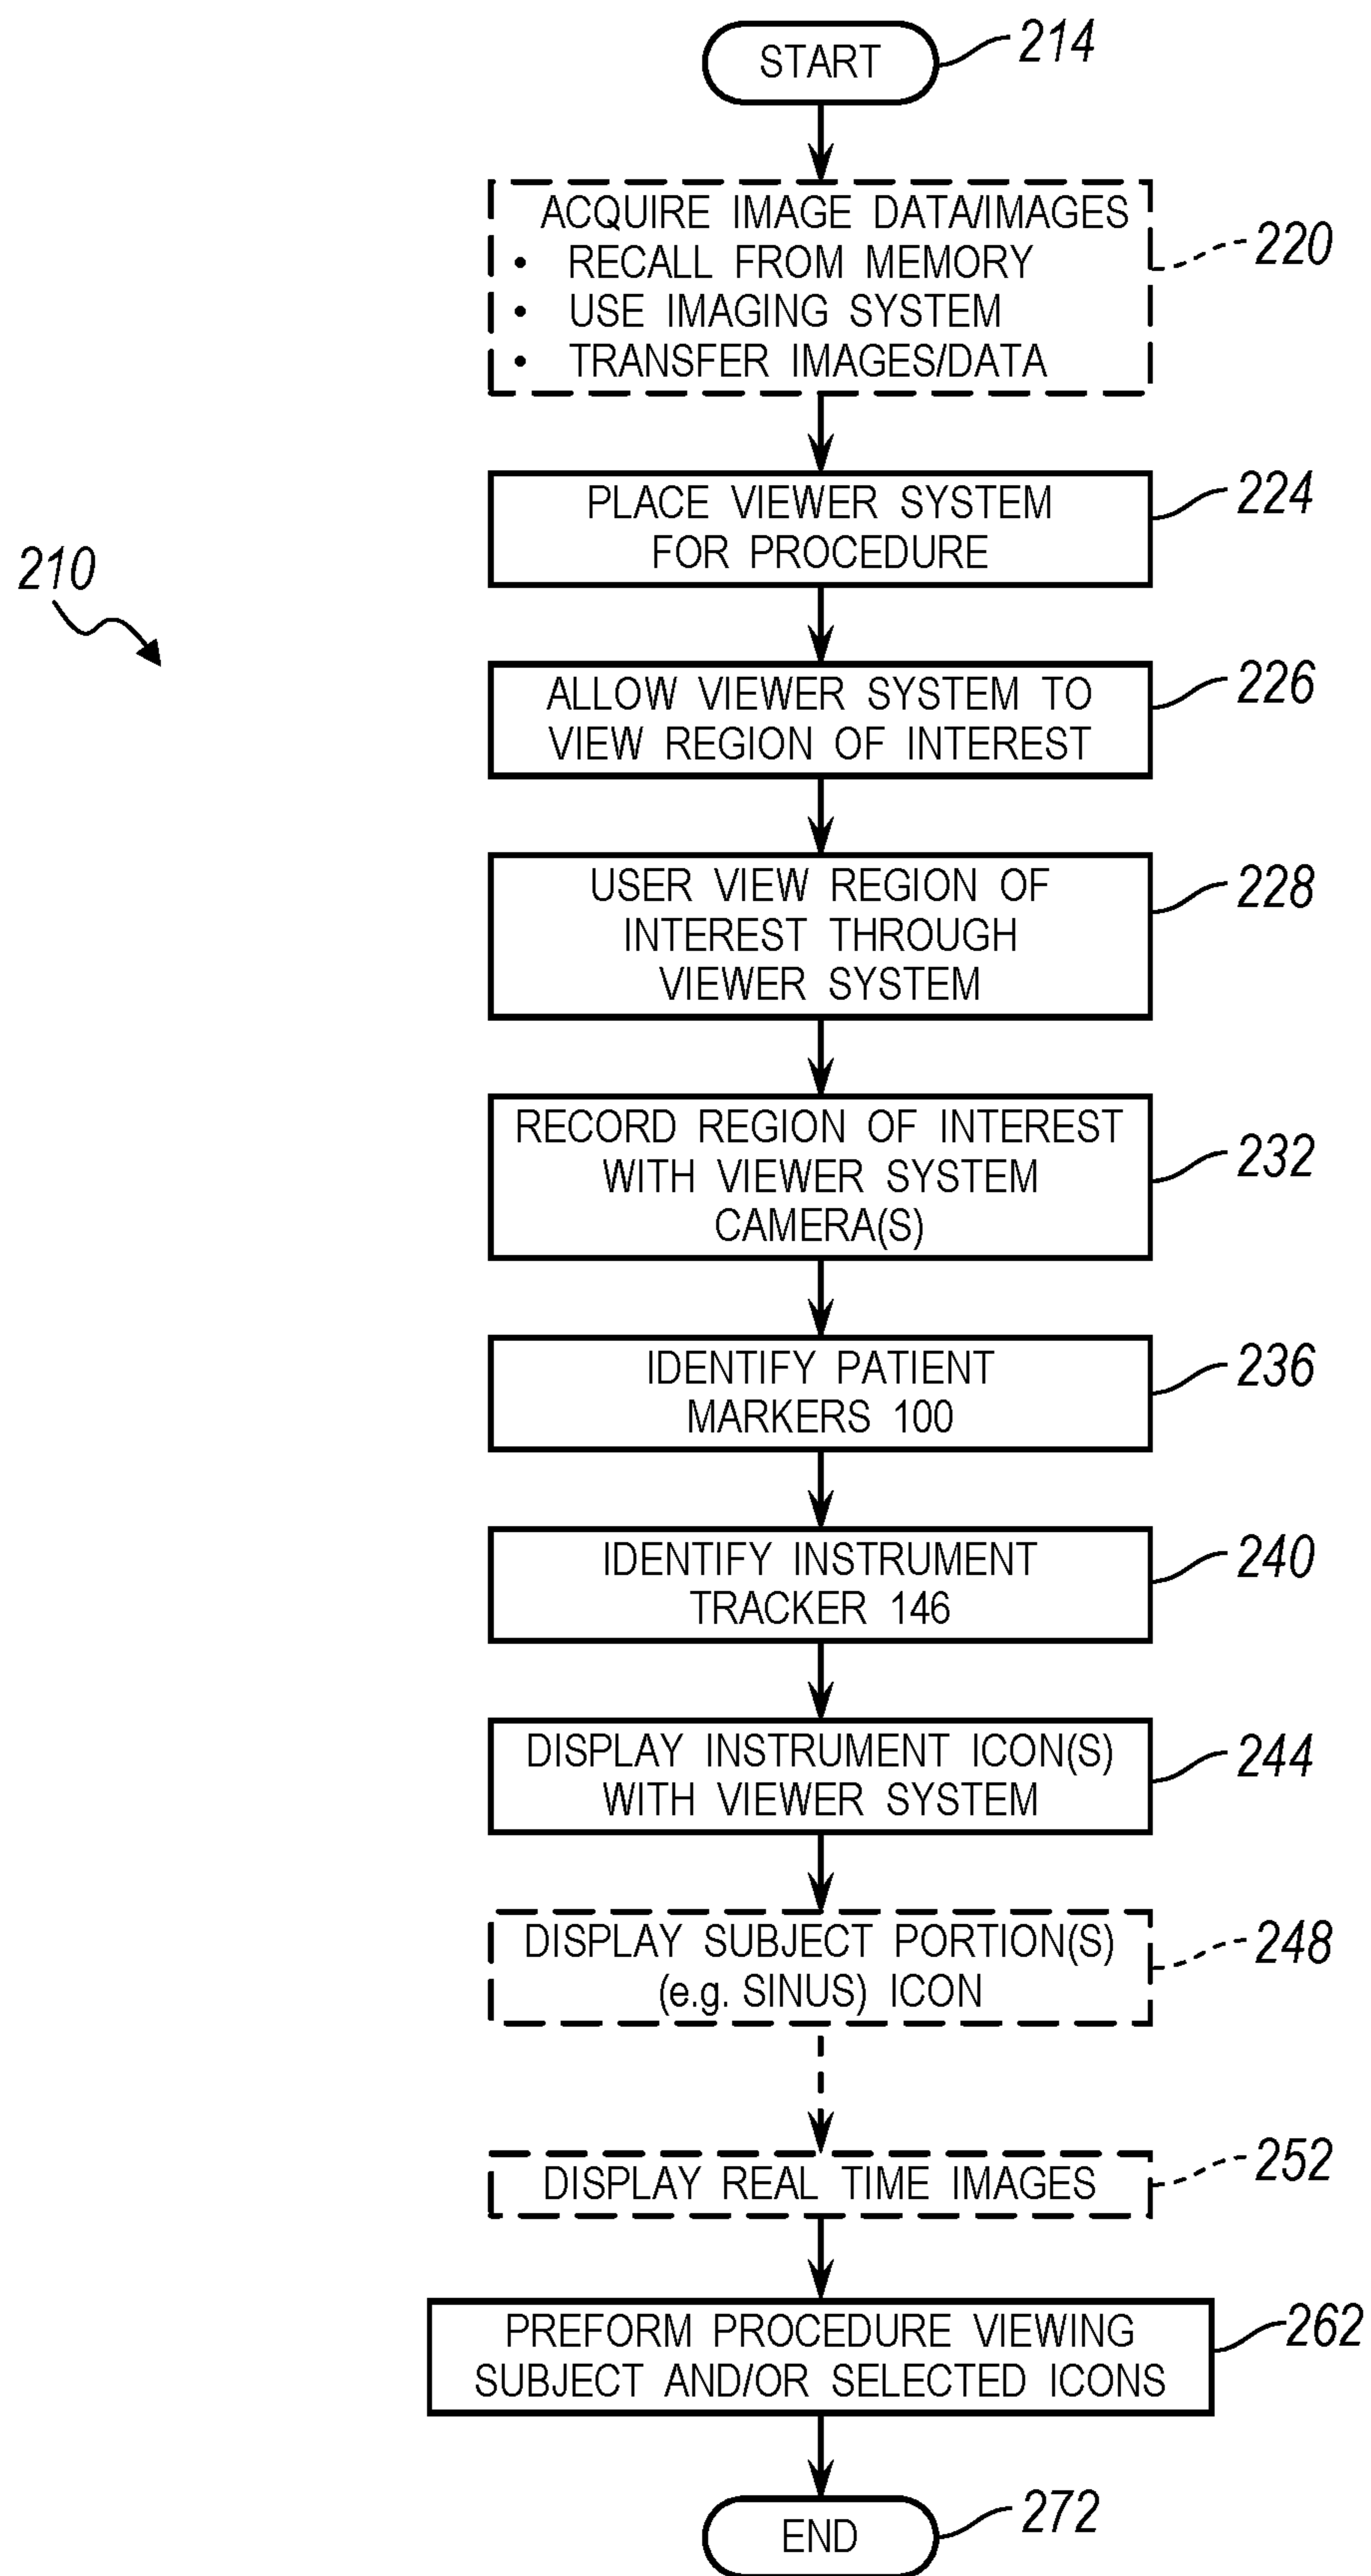 START
214
ACQUIRE IMAGE DATA/IMAGES
• RECALL FROM MEMORY
• USE IMAGING SYSTEM
• TRANSFER IMAGES/DATA
220
PLACE VIEWER SYSTEM
FOR PROCEDURE
224
210
ALLOW VIEWER SYSTEM TO
VIEW REGION OF INTEREST
226
USER VIEW REGION OF
INTEREST THROUGH
VIEWER SYSTEM
228
RECORD REGION OF INTEREST
WITH VIEWER SYSTEM
CAMERA(S)
232
IDENTIFY PATIENT
MARKERS 100
236
IDENTIFY INSTRUMENT
TRACKER 146
240
DISPLAY INSTRUMENT ICON(S)
WITH VIEWER SYSTEM
244
DISPLAY SUBJECT PORTION(S)
(e.g. SINUS) ICON
248
DISPLAY REAL TIME IMAGES
252
PREFORM PROCEDURE VIEWING
SUBJECT AND/OR SELECTED ICONS
262
END
272